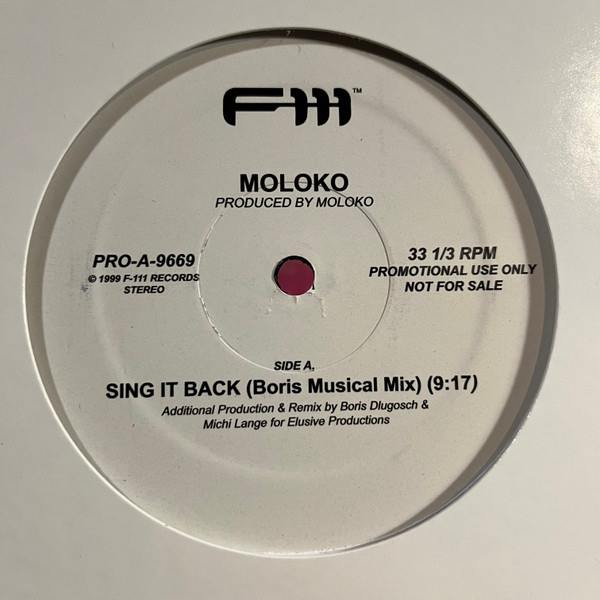 F-111™
MOLOKO
PRODUCED BY MOLOKO
PRO-A-9669
© 1999 F-111 RECORDS
STEREO
33 1/3 RPM
PROMOTIONAL USE ONLY
NOT FOR SALE
SIDE A.
SING IT BACK (Boris Musical Mix) (9:17)
Additional Production & Remix by Boris Dlugosch &
Michi Lange for Elusive Productions